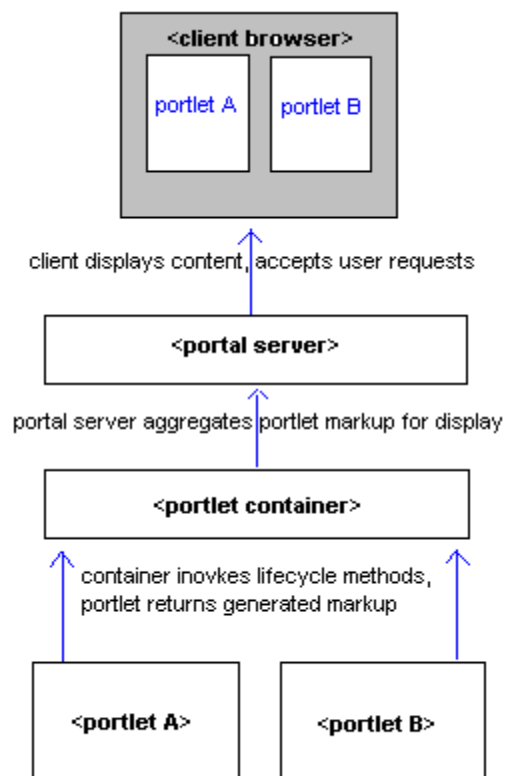 <client browser>
portlet A
portlet B
client displays content, accepts user requests
<portal server>
portal server aggregates portlet markup for display
<portlet container>
container inovkes lifecycle methods,
portlet returns generated markup
<portlet A>
<portlet B>